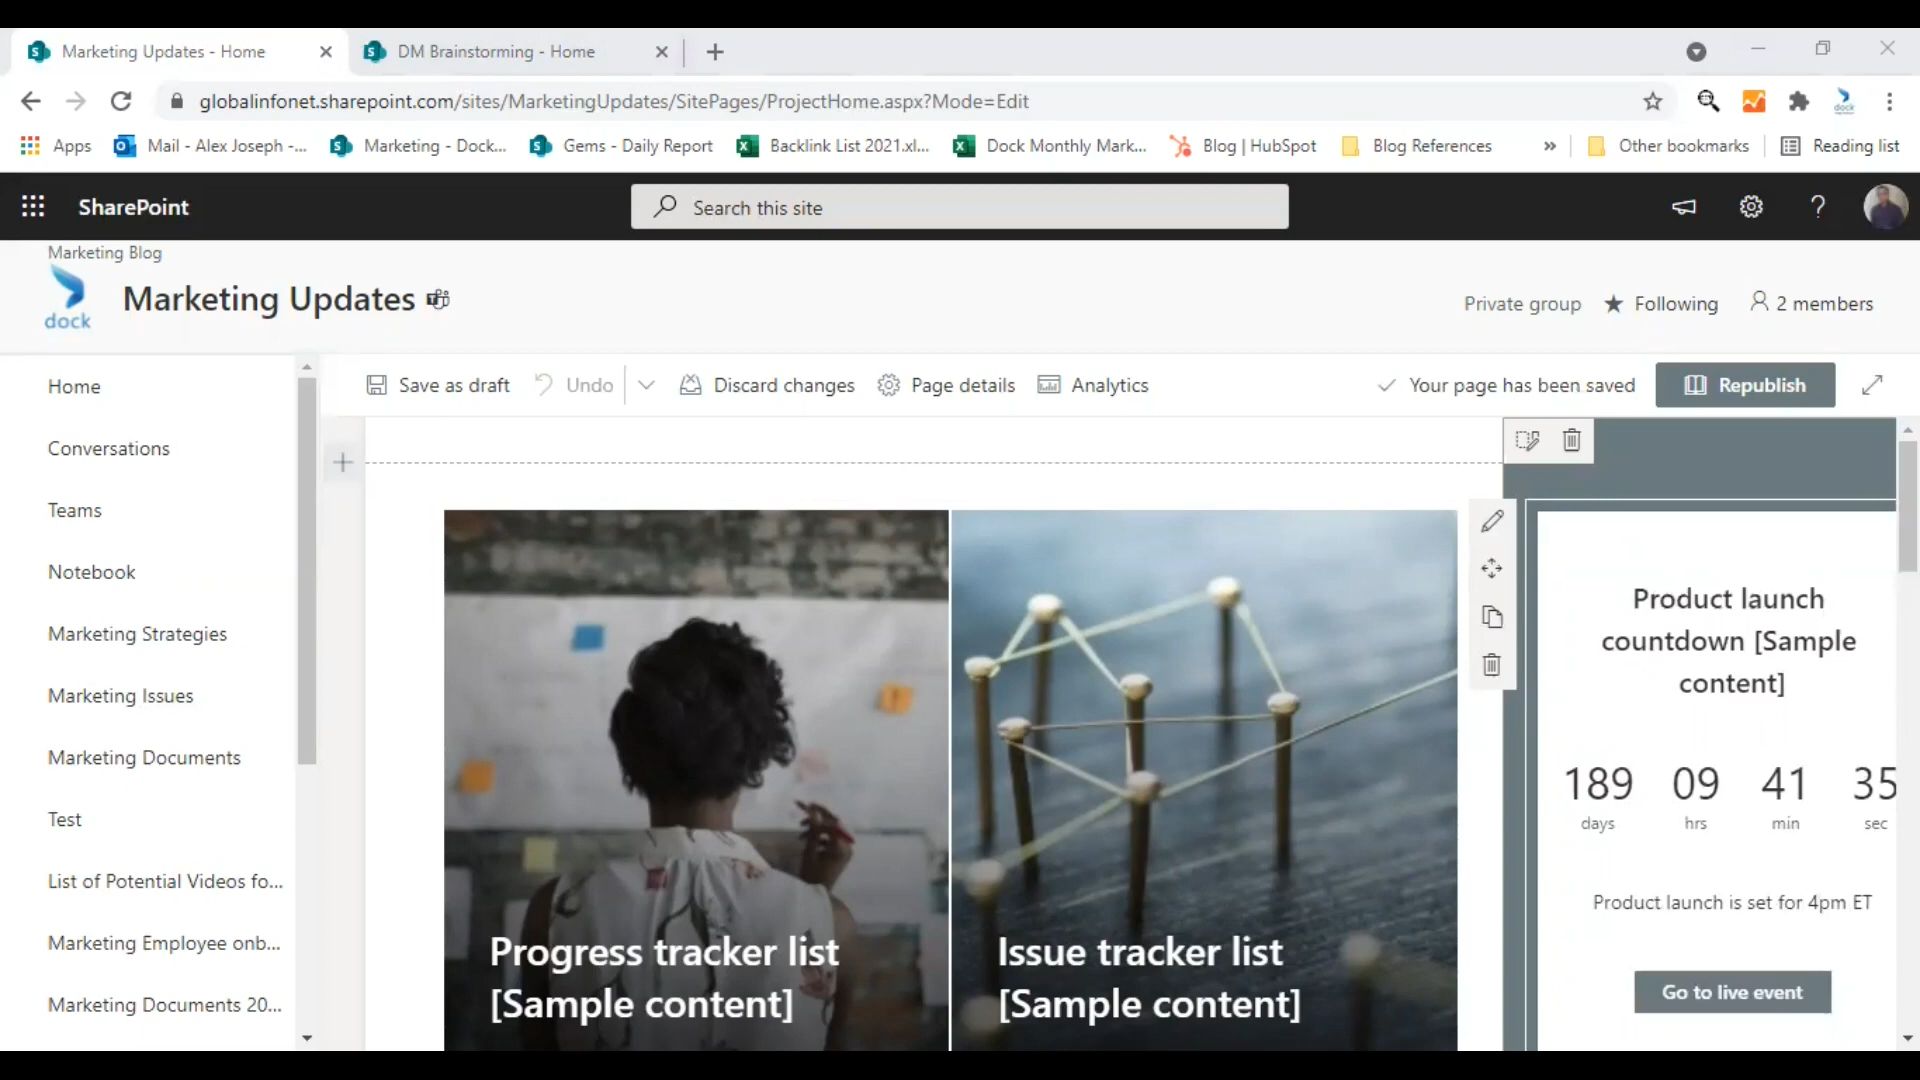 Marketing Updates - Home
DM Brainstorming - Home
globalinfonet.sharepoint.com/sites/MarketingUpdates/SitePages/ProjectHome.aspx?Mode=Edit
Apps
Mail - Alex Joseph -...
Marketing - Dock...
Gems - Daily Report
Backlink List 2021.xl...
Dock Monthly Mark...
Blog | HubSpot
Blog References
Other bookmarks
Reading list
SharePoint
Search this site
Marketing Blog
dock
Marketing Updates
Private group
Following
2 members
Home
Conversations
Teams
Notebook
Marketing Strategies
Marketing Issues
Marketing Documents
Test
List of Potential Videos fo...
Marketing Employee onb...
Marketing Documents 20...
Save as draft
Undo
Discard changes
Page details
Analytics
Your page has been saved
Republish
Progress tracker list
[Sample content]
Issue tracker list
[Sample content]
Product launch
countdown [Sample
content]
189 09 41 35
days hrs min sec
Product launch is set for 4pm ET
Go to live event